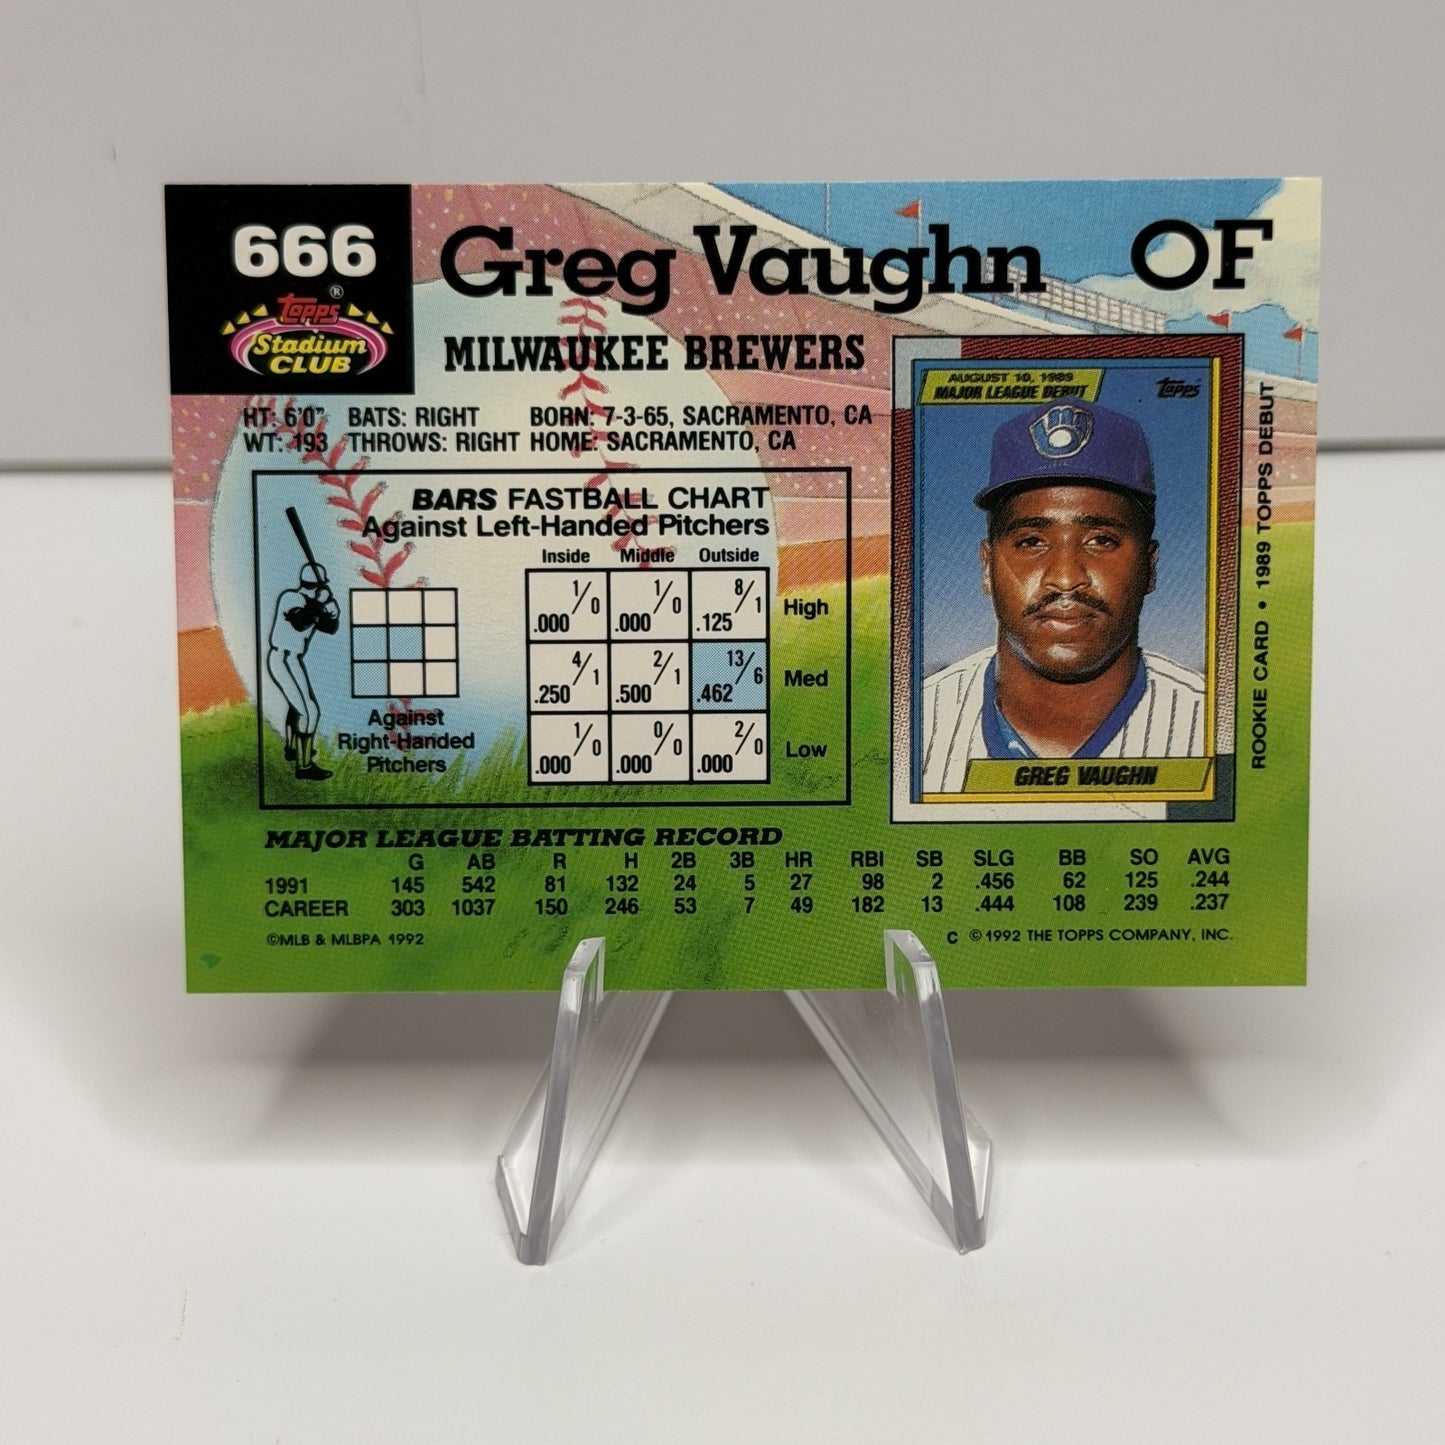 666
Topps®
Stadium
CLUB
Greg Vaughn OF
MILWAUKEE BREWERS
HT: 6'0" BATS: RIGHT BORN: 7-3-65, SACRAMENTO, CA
WT: 193 THROWS: RIGHT HOME: SACRAMENTO, CA
BARS FASTBALL CHART
Against Left-Handed Pitchers
Inside Middle Outside
1/0 .000 1/0 .000 8/1 .125 High
4/1 .250 2/1 .500 13/6 .462 Med
1/0 .000 0/0 .000 2/0 .000 Low
Against
Right-Handed
Pitchers
AUGUST 10, 1989
MAJOR LEAGUE DEBUT
Topps
GREG VAUGHN
ROOKIE CARD • 1989 TOPPS DEBUT
MAJOR LEAGUE BATTING RECORD
G AB R H 2B 3B HR RBI SB SLG BB SO AVG
1991 145 542 81 132 24 5 27 98 2 .456 62 125 .244
CAREER 303 1037 150 246 53 7 49 182 13 .444 108 239 .237
©MLB & MLBPA 1992
C ©1992 THE TOPPS COMPANY, INC.